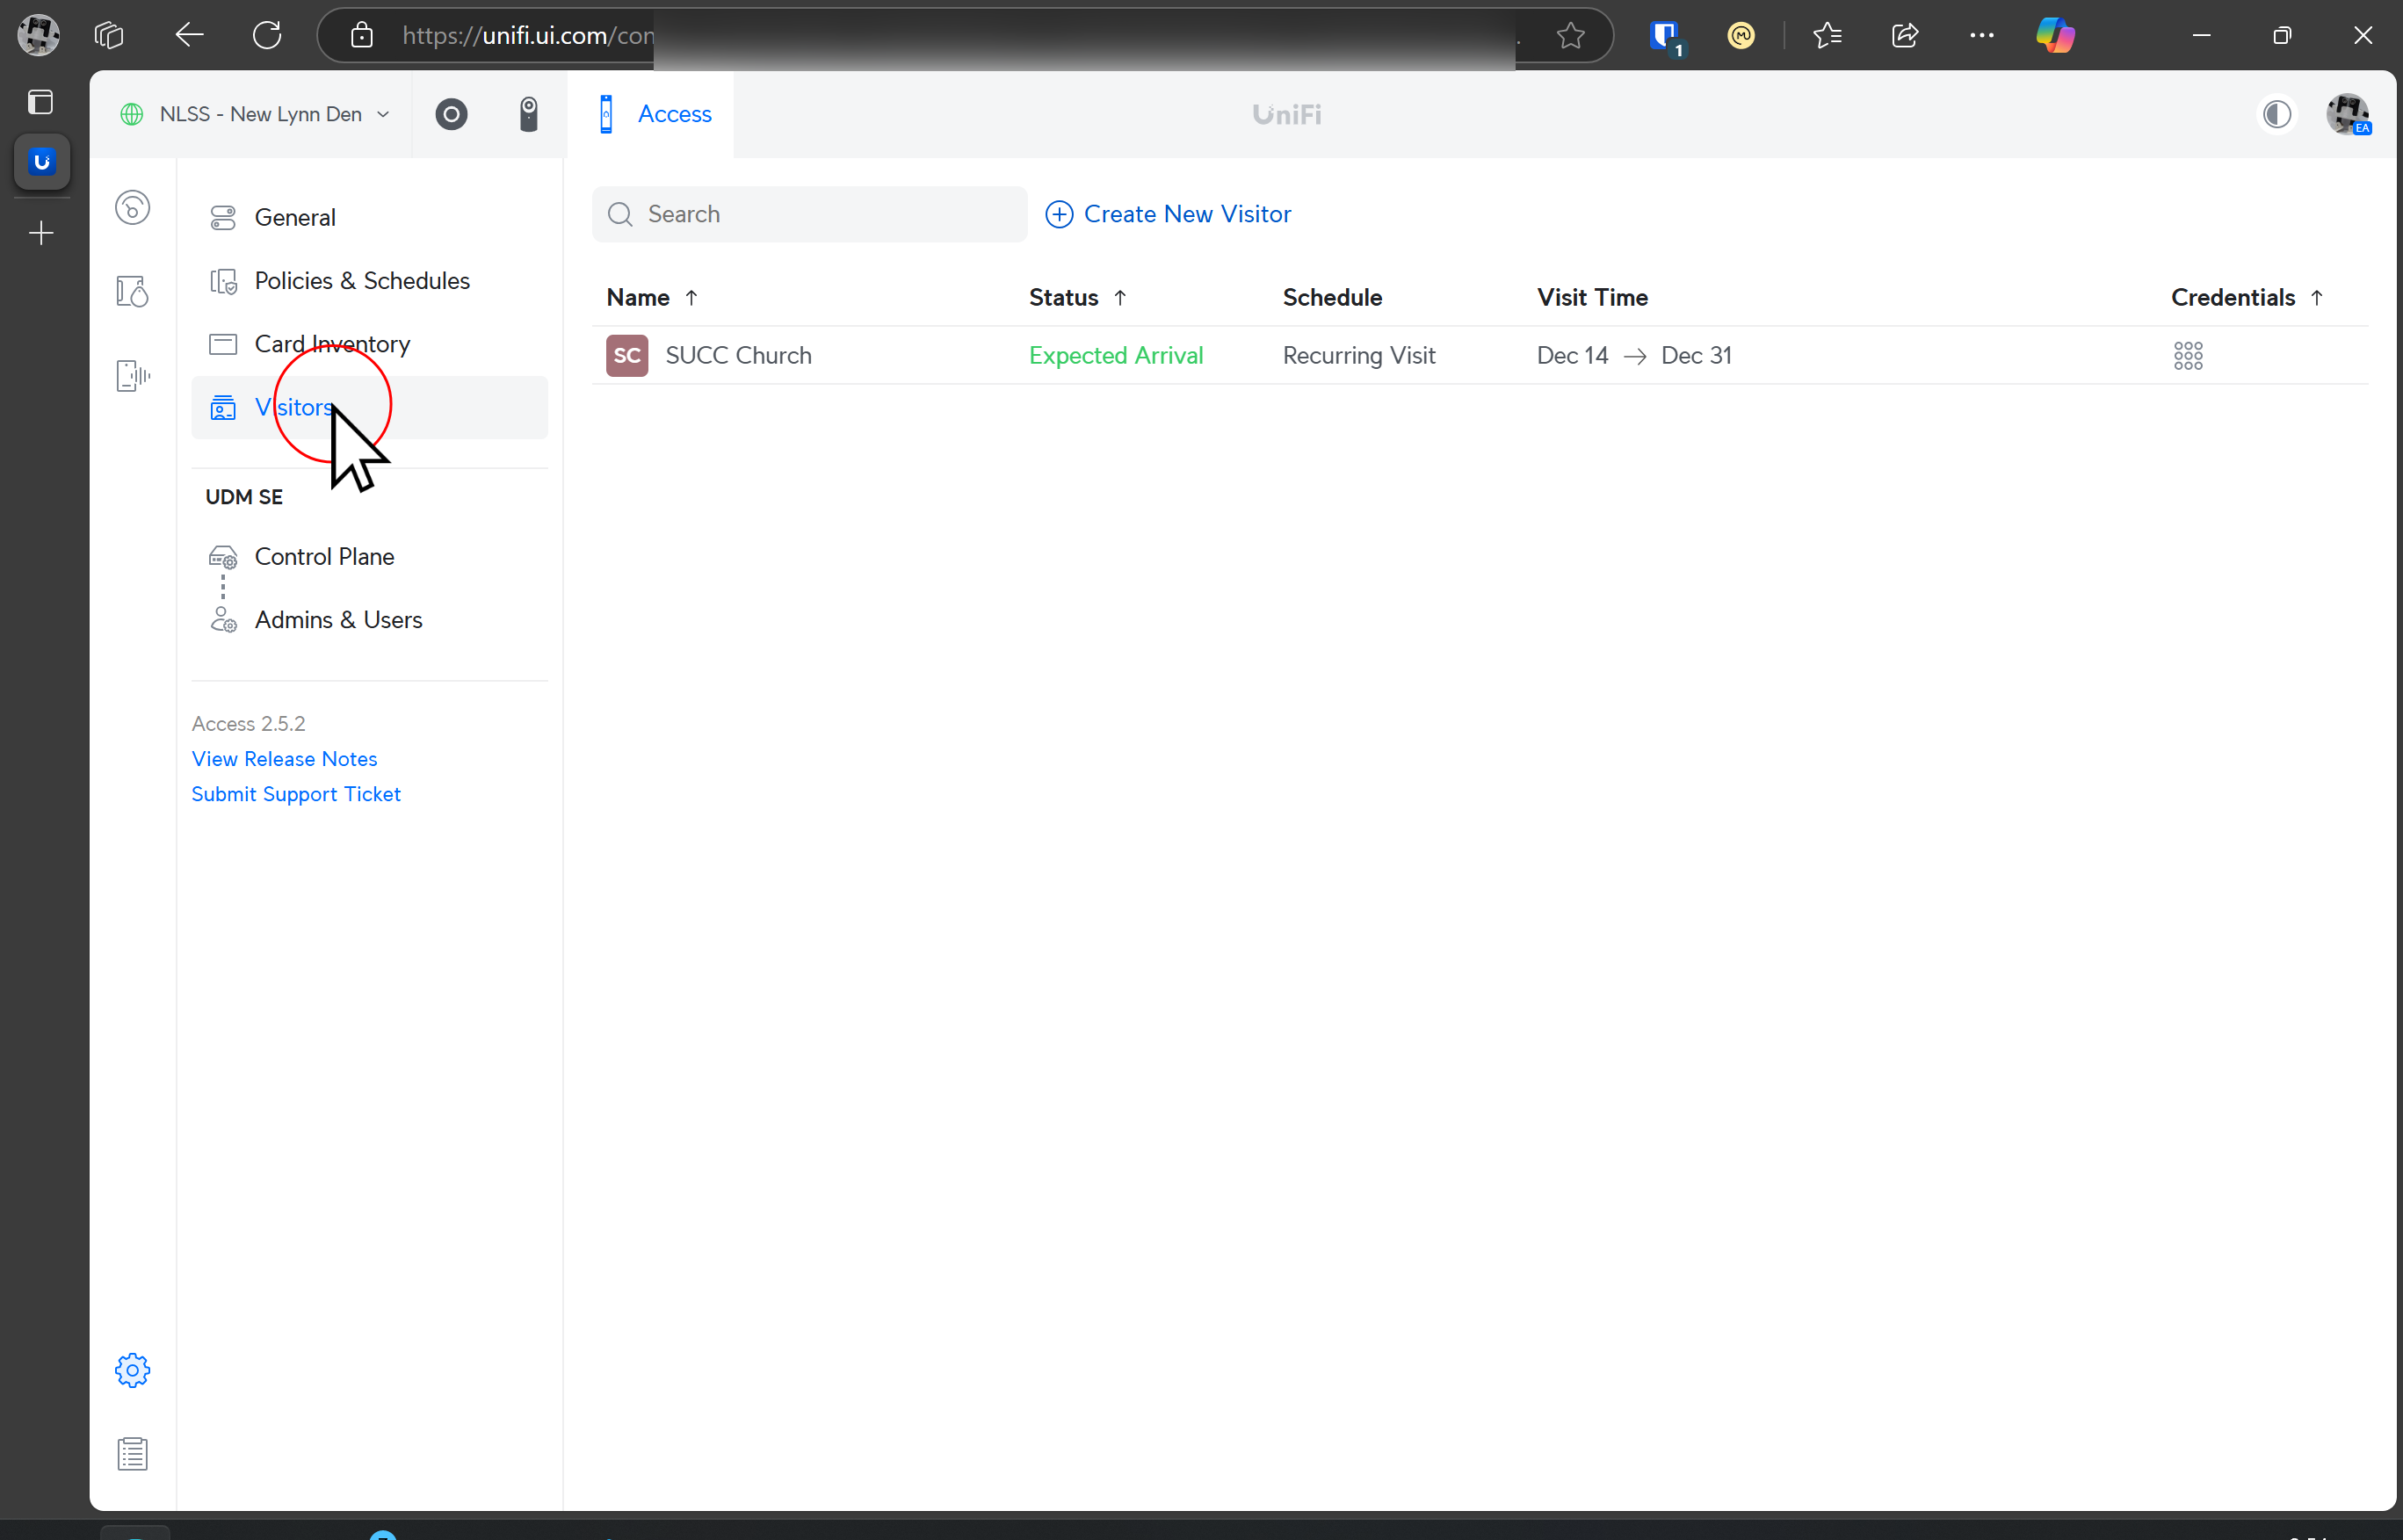 https://unifi.ui.com/con
1
NLSS - New Lynn Den
Access
UniFi
EA
General
Policies & Schedules
Card Inventory
Visitors
UDM SE
Control Plane
Admins & Users
Access 2.5.2
View Release Notes
Submit Support Ticket
Search
Create New Visitor
Name ↑ Status ↑ Schedule Visit Time Credentials ↑
SC SUCC Church Expected Arrival Recurring Visit Dec 14 → Dec 31